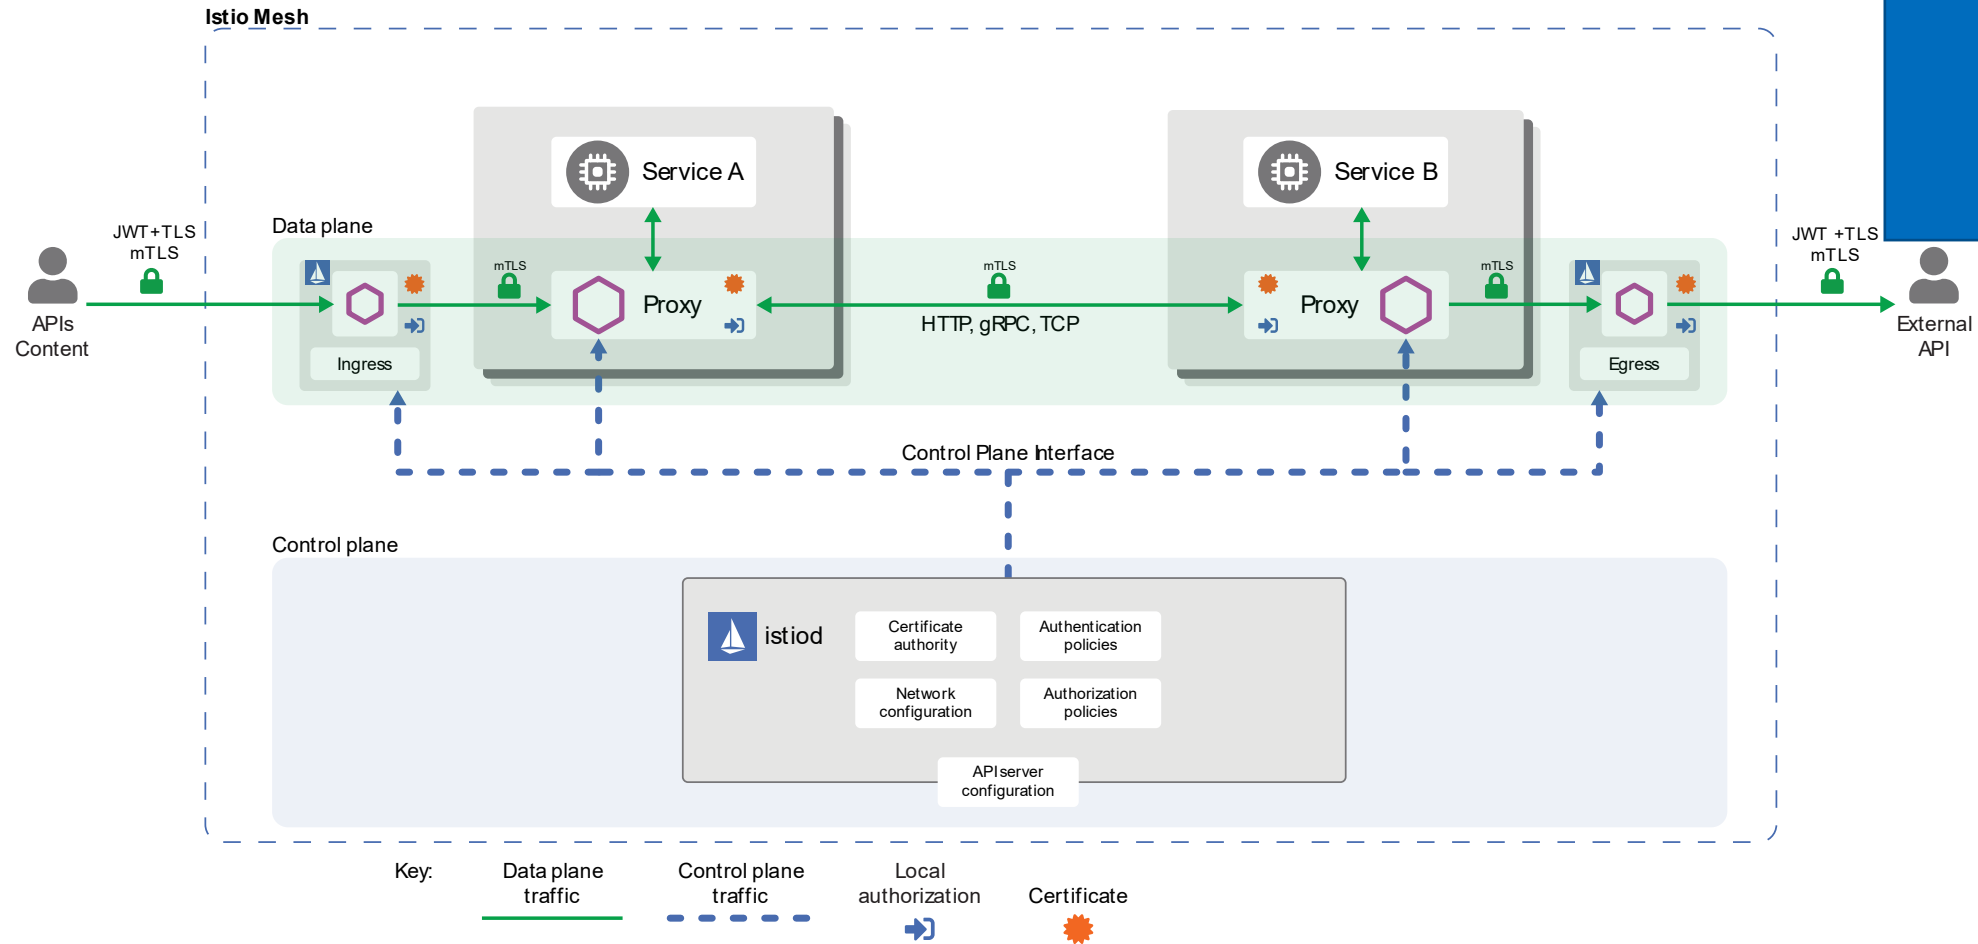 Istio Mesh
Service A
Service B
Data plane
JWT+TLS
mTLS
JWT +TLS
mTLS
mTLS
mTLS
mTLS
Proxy
Proxy
HTTP, gRPC, TCP
APIs
Content
External
API
Ingress
Egress
Control Plane Interface
Control plane
istiod
Certificate
authority
Authentication
policies
Network
configuration
Authorization
policies
API server
configuration
Key:
Data plane
traffic
Control plane
traffic
Local
authorization
Certificate